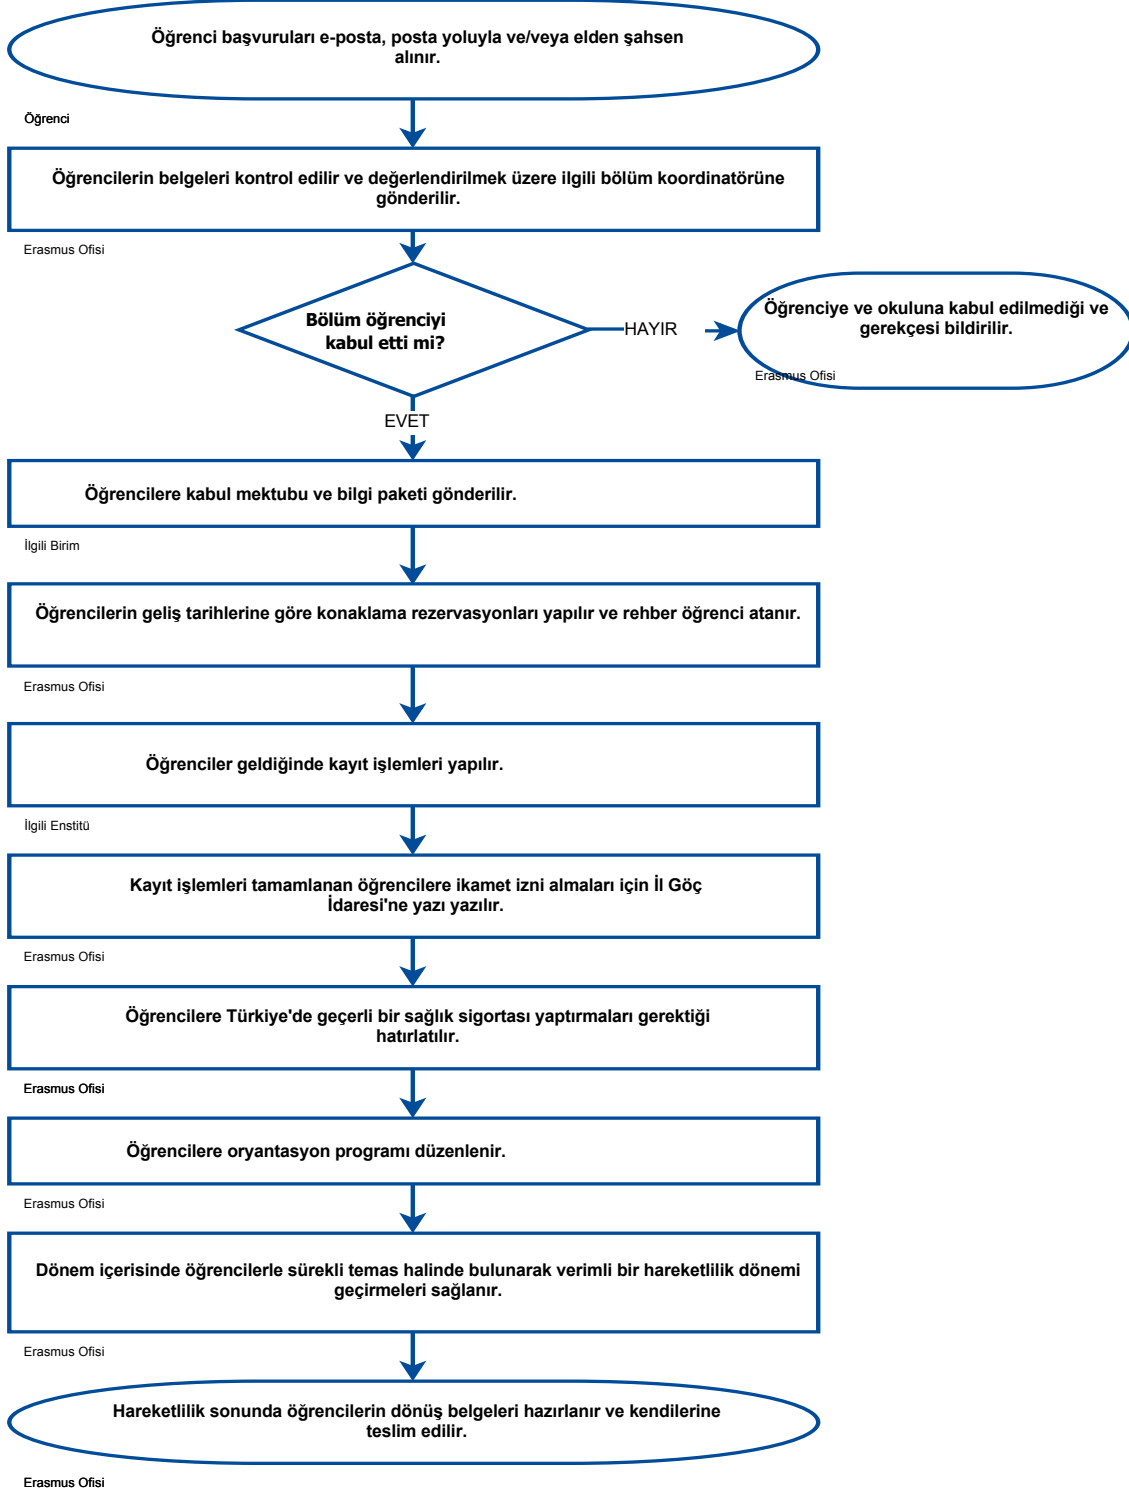 Öğrenci başvuruları e-posta, posta yoluyla ve/veya elden şahsen
alınır.
Öğrenci
Öğrencilerin belgeleri kontrol edilir ve değerlendirilmek üzere ilgili bölüm koordinatörüne
gönderilir.
Erasmus Ofisi
Bölüm öğrenciyi
kabul etti mi?
HAYIR
Öğrenciye ve okuluna kabul edilmediği ve
gerekçesi bildirilir.
Erasmus Ofisi
EVET
Öğrencilere kabul mektubu ve bilgi paketi gönderilir.
İlgili Birim
Öğrencilerin geliş tarihlerine göre konaklama rezervasyonları yapılır ve rehber öğrenci atanır.
Erasmus Ofisi
Öğrenciler geldiğinde kayıt işlemleri yapılır.
İlgili Enstitü
Kayıt işlemleri tamamlanan öğrencilere ikamet izni almaları için İl Göç
İdaresi'ne yazı yazılır.
Erasmus Ofisi
Öğrencilere Türkiye'de geçerli bir sağlık sigortası yaptırmaları gerektiği
hatırlatılır.
Erasmus Ofisi
Öğrencilere oryantasyon programı düzenlenir.
Erasmus Ofisi
Dönem içerisinde öğrencilerle sürekli temas halinde bulunarak verimli bir hareketlilik dönemi
geçirmeleri sağlanır.
Erasmus Ofisi
Hareketlilik sonunda öğrencilerin dönüş belgeleri hazırlanır ve kendilerine
teslim edilir.
Erasmus Ofisi